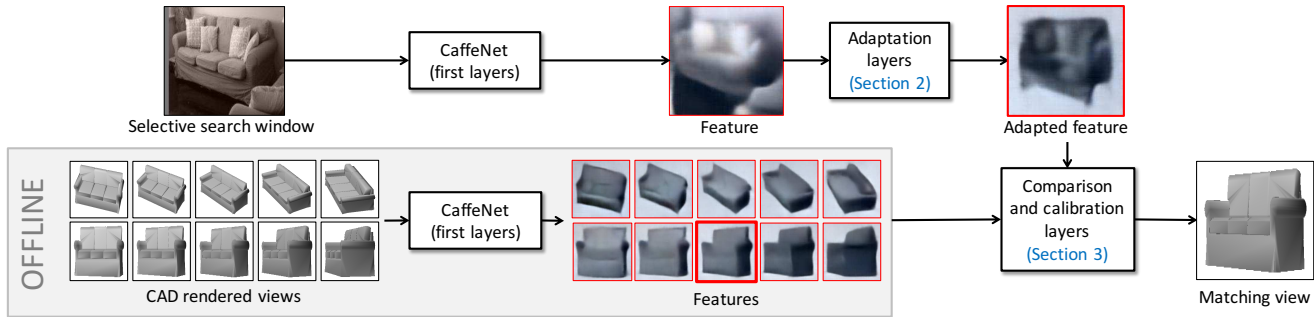 CaffeNet
(first layers)
Adaptation
layers
(Section 2)
Selective search window
Feature
Adapted feature
OFFLINE
CaffeNet
(first layers)
Comparison
and calibration
layers
(Section 3)
CAD rendered views
Features
Matching view